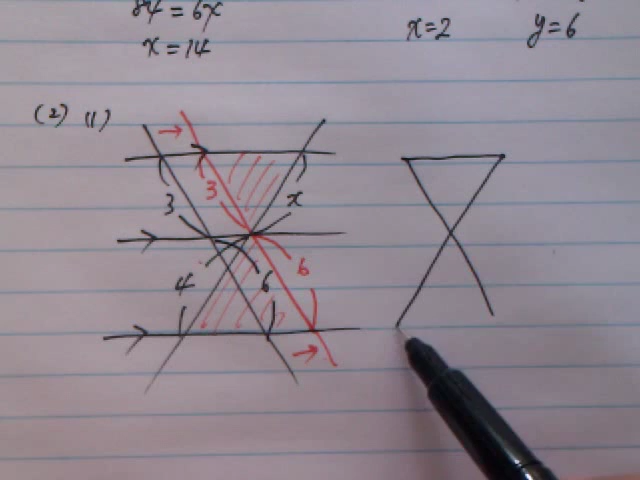 84 = 6x
x = 14
x = 2 y = 6
(2) (1)
3
3
x
4
6
6